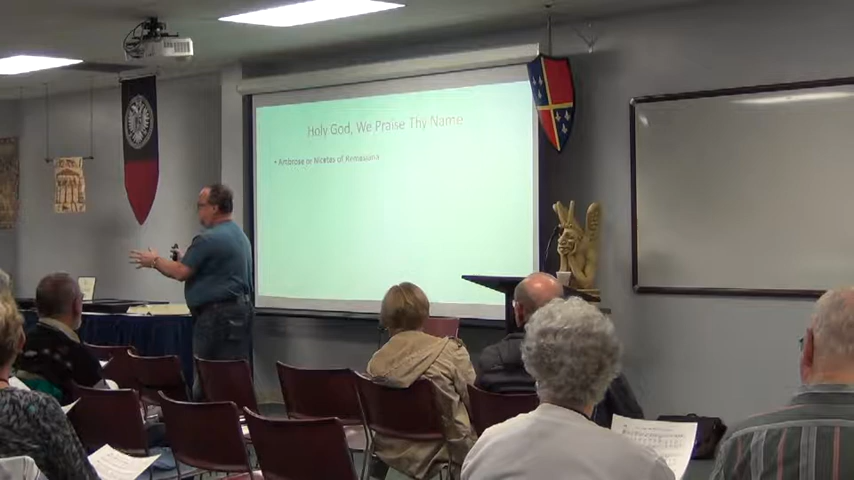 Holy God, We Praise Thy Name
• Ambrose or Nicetas of Remesiana